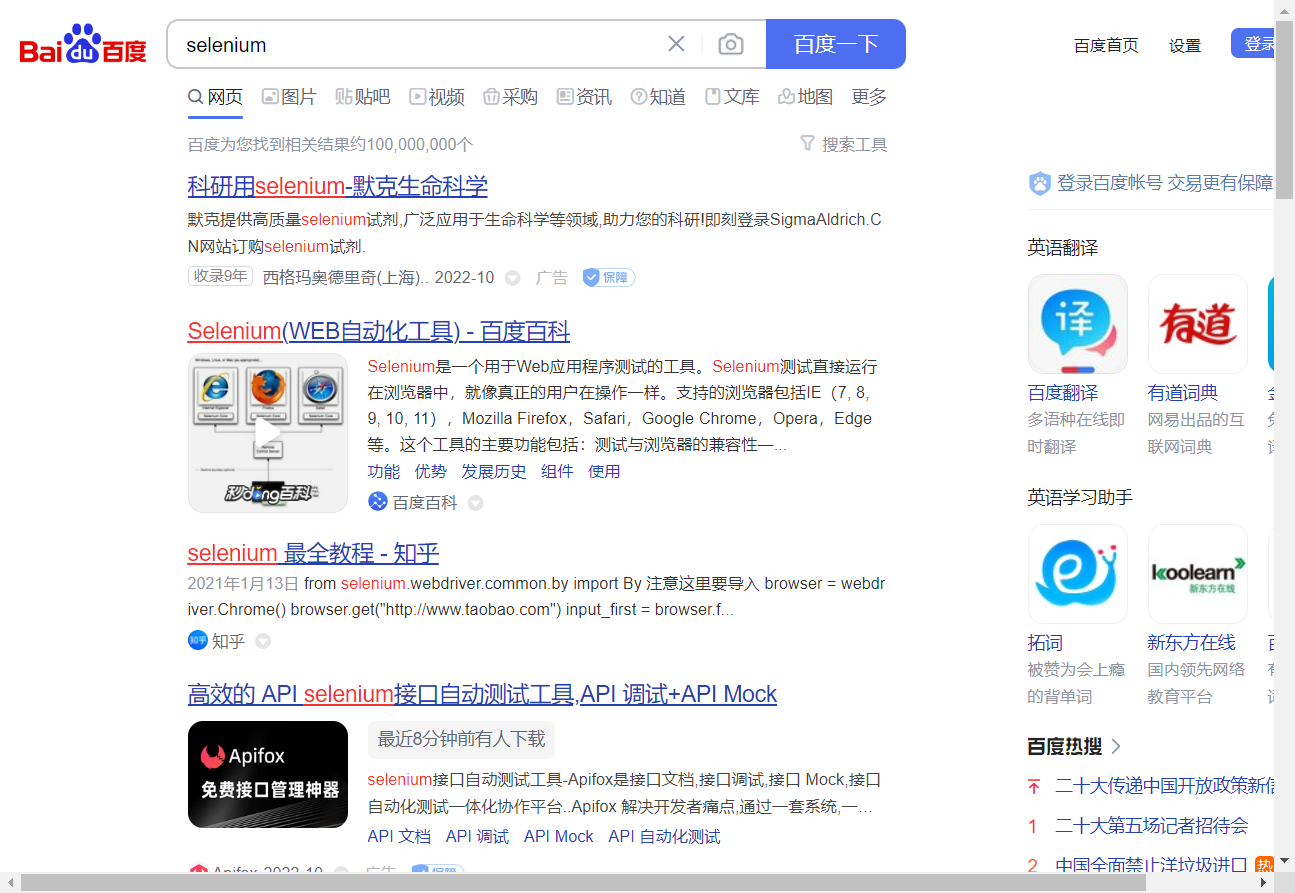 Bai du 百度
selenium
百度一下
百度首页
设置
登录
网页
图片
贴吧
视频
采购
资讯
知道
文库
地图
更多
百度为您找到相关结果约100,000,000个
搜索工具
科研用selenium-默克生命科学
默克提供高质量selenium试剂,广泛应用于生命科学等领域,助力您的科研!即刻登录SigmaAldrich.C
N网站订购selenium试剂.
收录9年 西格玛奥德里奇(上海).. 2022-10 广告 保障
Selenium(WEB自动化工具) - 百度百科
Selenium是一个用于Web应用程序测试的工具。Selenium测试直接运行
在浏览器中，就像真正的用户在操作一样。支持的浏览器包括IE（7, 8,
9, 10, 11），Mozilla Firefox，Safari，Google Chrome，Opera，Edge
等。这个工具的主要功能包括：测试与浏览器的兼容性一...
功能 优势 发展历史 组件 使用
秒dong百科
百度百科
selenium 最全教程 - 知乎
2021年1月13日 from selenium.webdriver.common.by import By 注意这里要导入 browser = webdr
iver.Chrome() browser.get("http://www.taobao.com") input_first = browser.f...
知乎 知乎
高效的 API selenium接口自动测试工具,API 调试+API Mock
Apifox
免费接口管理神器
最近8分钟前有人下载
selenium接口自动测试工具-Apifox是接口文档,接口调试,接口 Mock,接口
自动化测试一体化协作平台..Apifox 解决开发者痛点,通过一套系统,一…
API 文档 API 调试 API Mock API 自动化测试
Apifox 2022-10 广告 保障
登录百度帐号 交易更有保障
英语翻译
译
有道
百度翻译
多语种在线即
时翻译
有道词典
网易出品的互
联网词典
英语学习助手
koolearn
新东方在线
拓词
被赞为会上瘾
的背单词
新东方在线
国内领先网络
教育平台
百度热搜
二十大传递中国开放政策新信
1 二十大第五场记者招待会
2 中国全面禁止洋垃圾进口 热